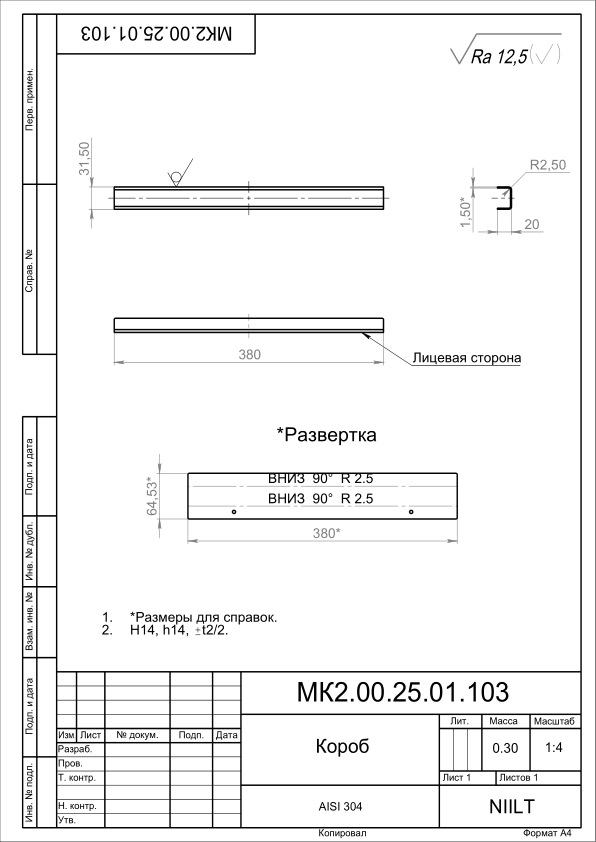 МК2.00.25.01.103
Ra 12,5(√)
Перв. примен.
Справ. №
31,50
R2,50
1,50*
20
380
Лицевая сторона
*Развертка
ВНИЗ 90° R 2.5
ВНИЗ 90° R 2.5
64,53*
380*
1. *Размеры для справок.
2. H14, h14, ±t2/2.
Подп. и дата
Инв. № дубл.
Взам. инв. №
Подп. и дата
Инв. № подл.
МК2.00.25.01.103
Лит. Масса Масштаб
Изм Лист № докум. Подп. Дата
Разраб.
Пров.
Т. контр.
Н. контр.
Утв.
Короб
0.30 1:4
Лист 1 Листов 1
AISI 304
NIILT
Копировал Формат А4